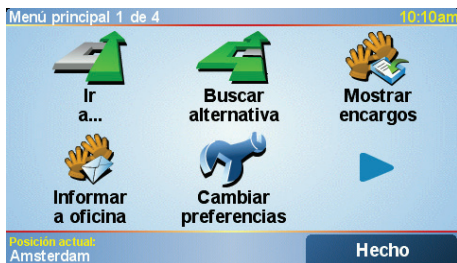 Menú principal 1 de 4
10:10am
Ir
a...
Buscar
alternativa
Mostrar
encargos
Informar
a oficina
Cambiar
preferencias
Posición actual:
Amsterdam
Hecho